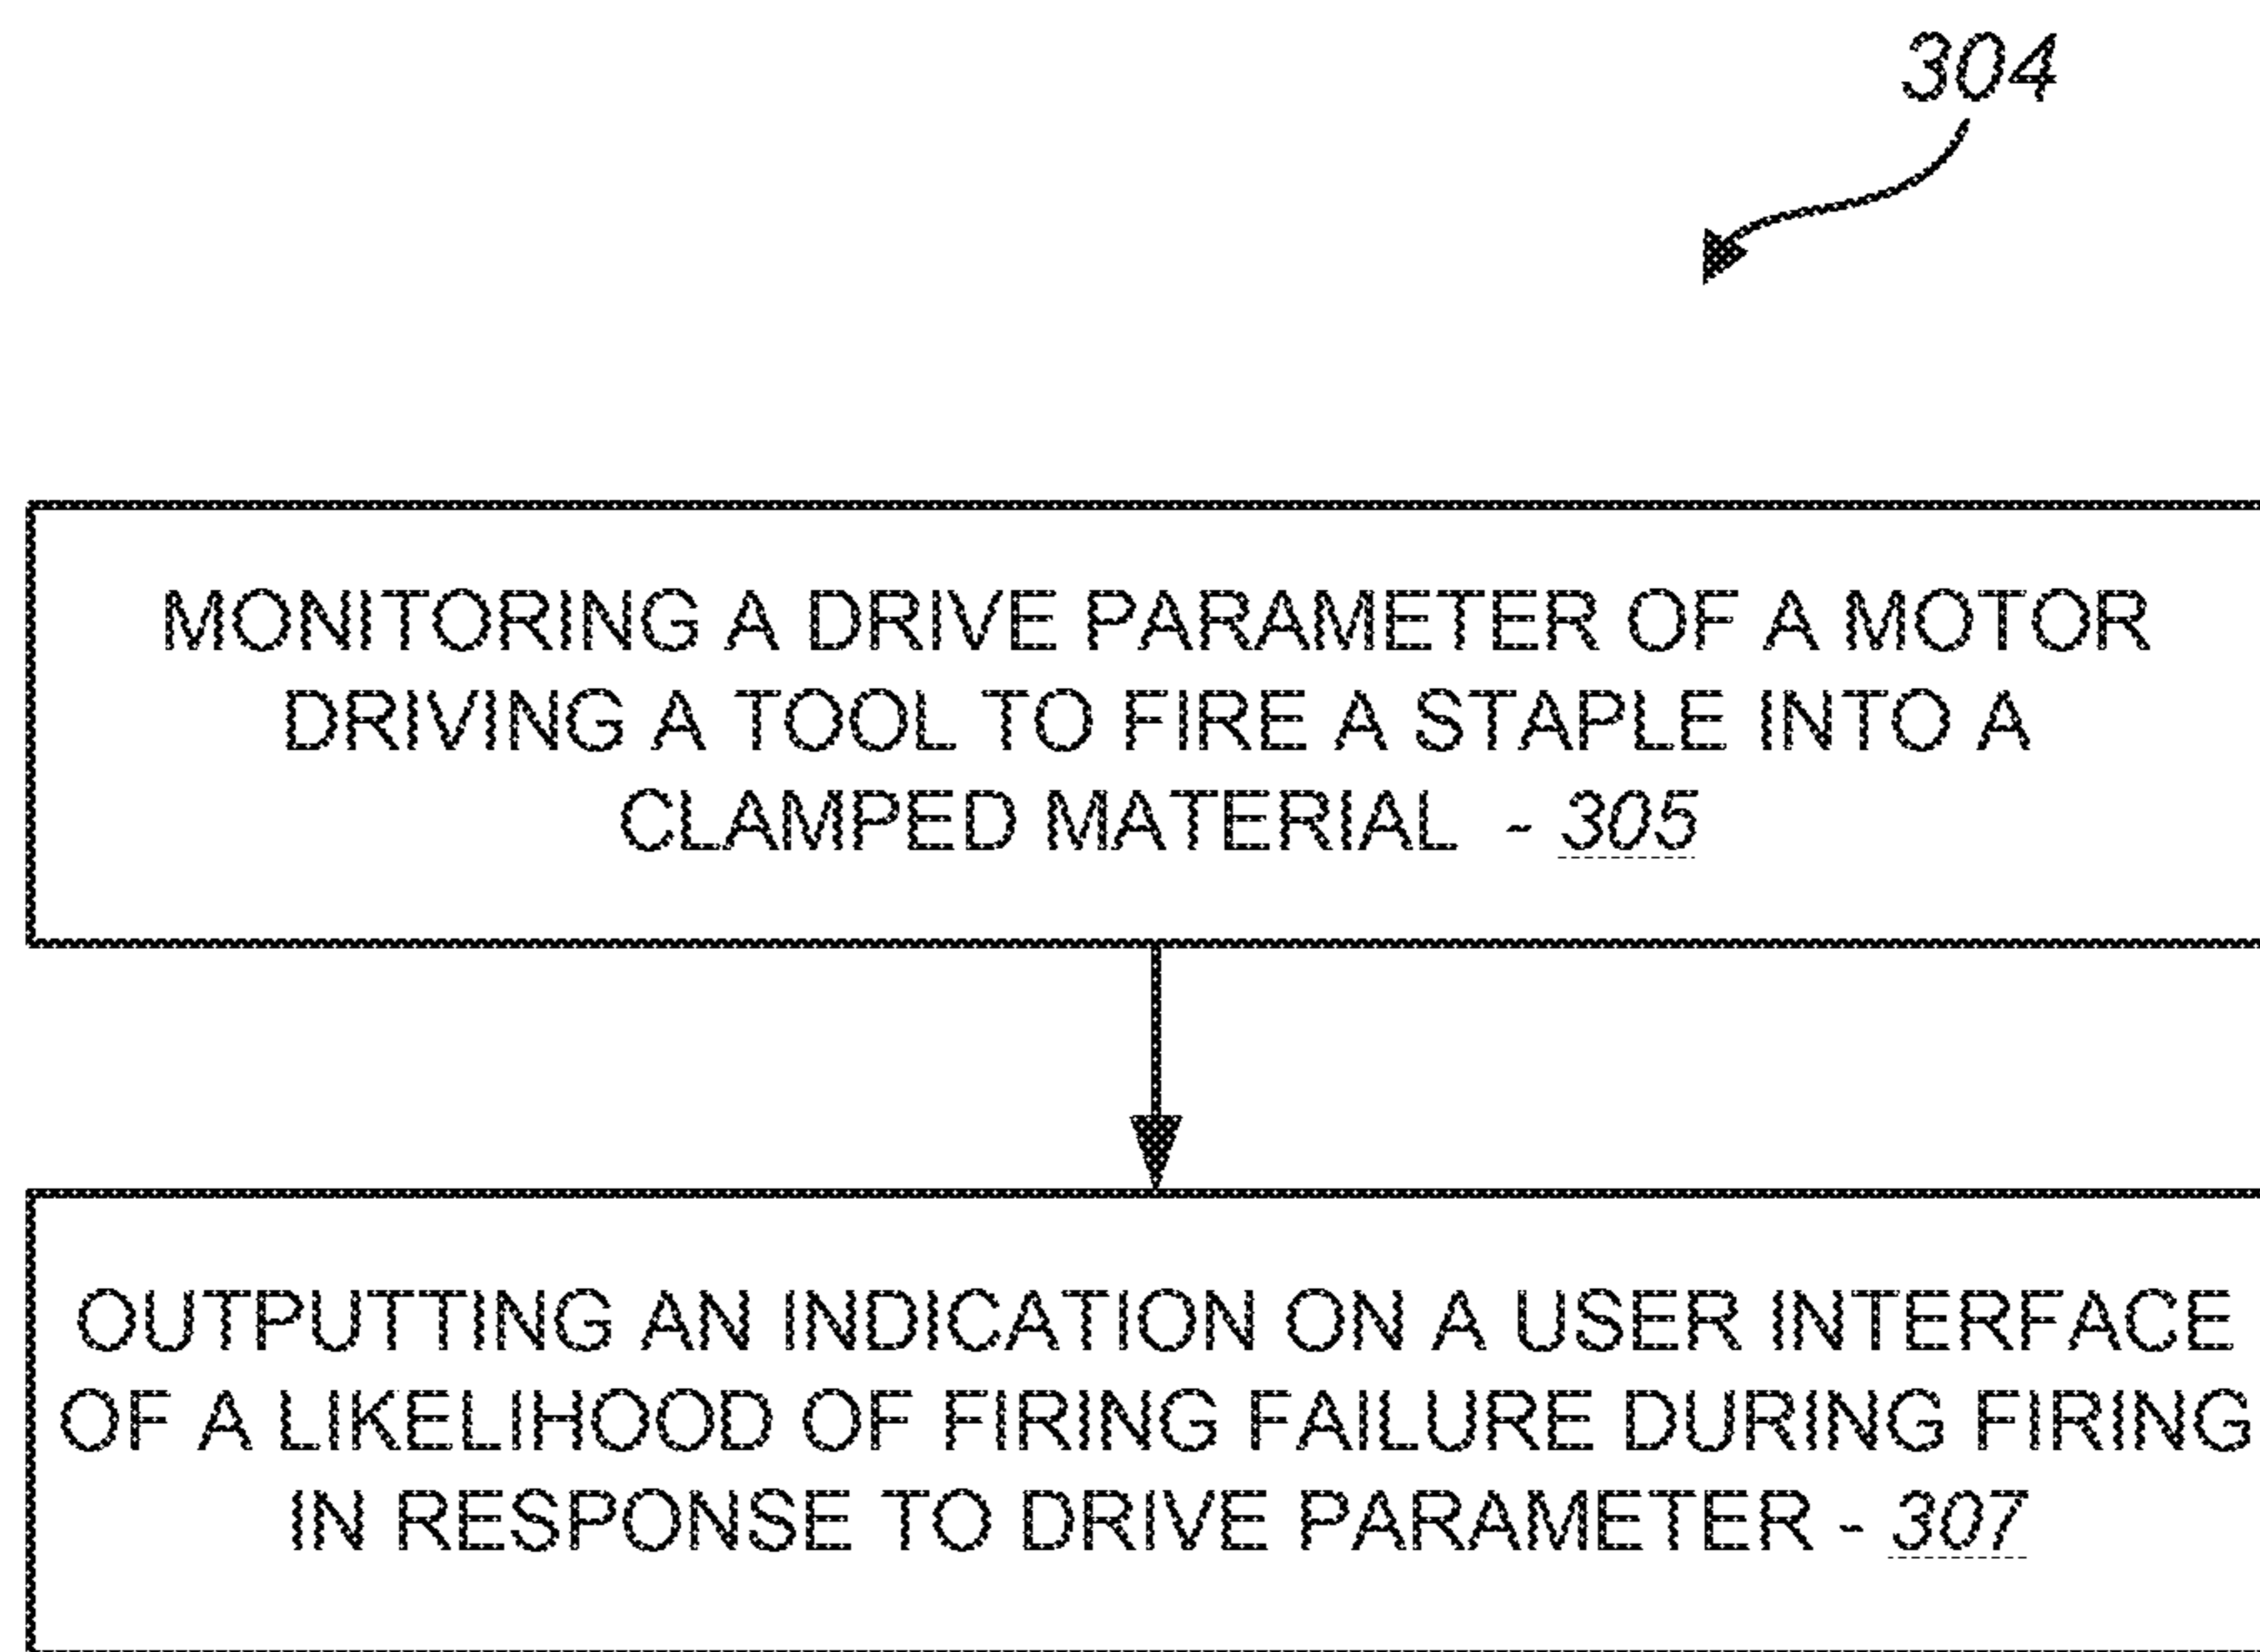 304
MONITORING A DRIVE PARAMETER OF A MOTOR
DRIVING A TOOL TO FIRE A STAPLE INTO A
CLAMPED MATERIAL - 305
OUTPUTTING AN INDICATION ON A USER INTERFACE
OF A LIKELIHOOD OF FIRING FAILURE DURING FIRING
IN RESPONSE TO DRIVE PARAMETER - 307